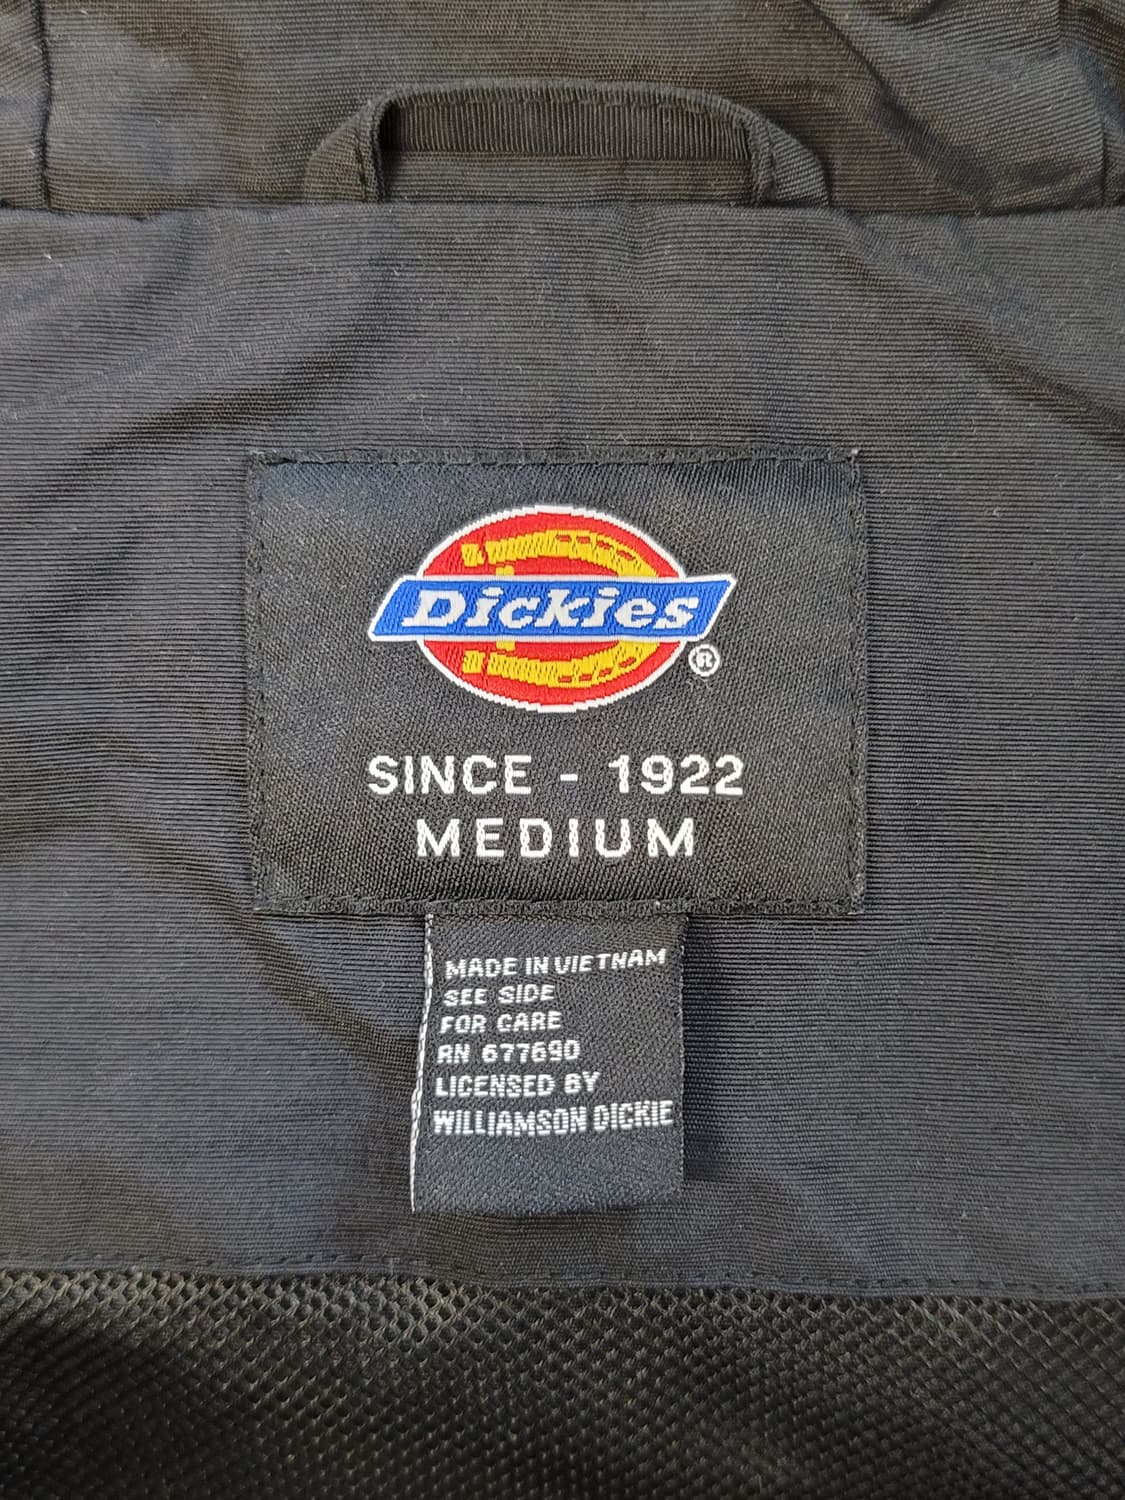 Dickies
®
SINCE - 1922
MEDIUM
MADE IN VIETNAM
SEE SIDE
FOR CARE
RN 677690
LICENSED BY
WILLIAMSON DICKIE